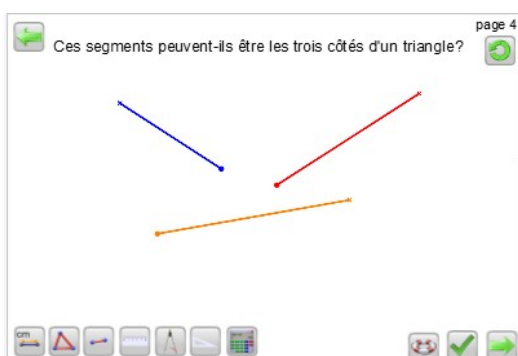 page 4
Ces segments peuvent-ils être les trois côtés d'un triangle?
cm